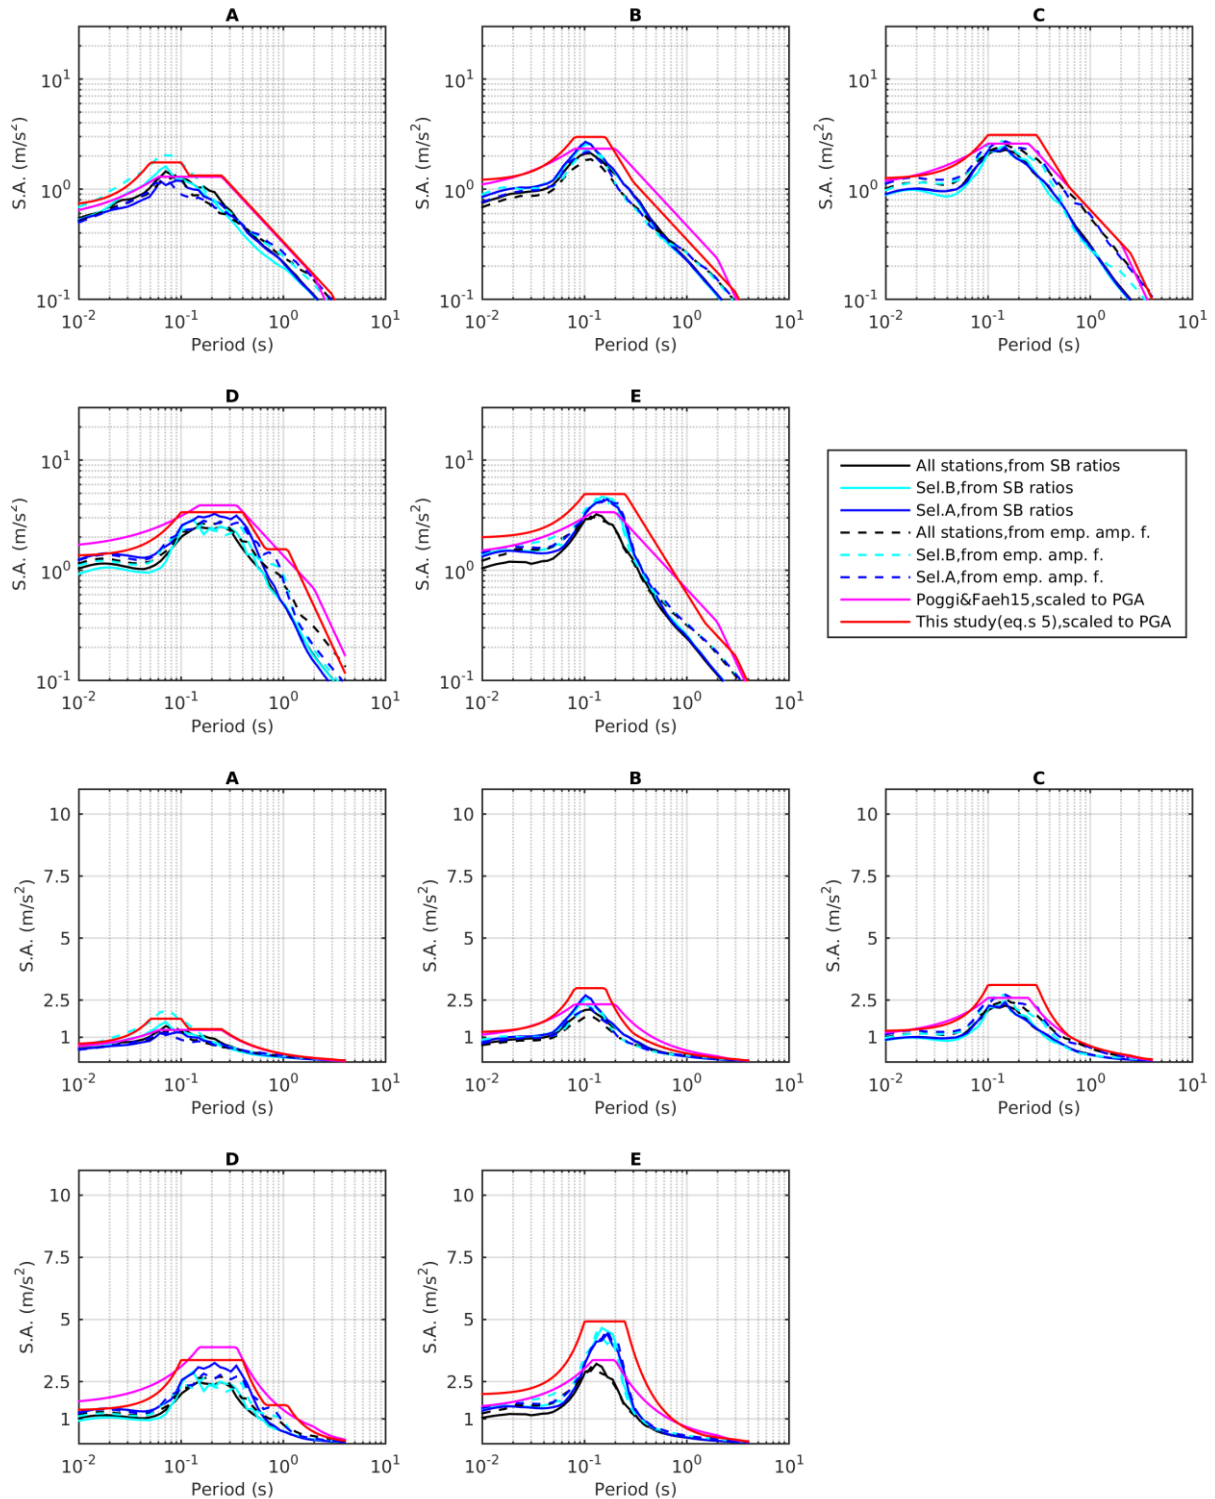 A
B
C
10^1
10^0
10^-1
S.A. (m/s^2)
10^-2 10^-1 10^0 10^1
Period (s)
10^1
10^0
10^-1
S.A. (m/s^2)
10^-2 10^-1 10^0 10^1
Period (s)
10^1
10^0
10^-1
S.A. (m/s^2)
10^-2 10^-1 10^0 10^1
Period (s)
D
E
10^1
10^0
10^-1
S.A. (m/s^2)
10^-2 10^-1 10^0 10^1
Period (s)
10^1
10^0
10^-1
S.A. (m/s^2)
10^-2 10^-1 10^0 10^1
Period (s)
All stations,from SB ratios
Sel.B,from SB ratios
Sel.A,from SB ratios
All stations,from emp. amp. f.
Sel.B,from emp. amp. f.
Sel.A,from emp. amp. f.
Poggi&Faeh15,scaled to PGA
This study(eq.s 5),scaled to PGA
A
B
C
10
7.5
5
2.5
1
S.A. (m/s^2)
10^-2 10^-1 10^0 10^1
Period (s)
10
7.5
5
2.5
1
S.A. (m/s^2)
10^-2 10^-1 10^0 10^1
Period (s)
10
7.5
5
2.5
1
S.A. (m/s^2)
10^-2 10^-1 10^0 10^1
Period (s)
D
E
10
7.5
5
2.5
1
S.A. (m/s^2)
10^-2 10^-1 10^0 10^1
Period (s)
10
7.5
5
2.5
1
S.A. (m/s^2)
10^-2 10^-1 10^0 10^1
Period (s)